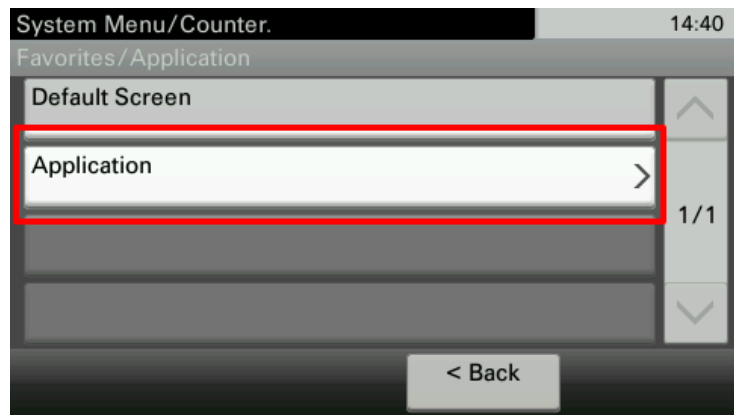 System Menu/Counter.
14:40
Favorites/Application
Default Screen
Application
1/1
< Back